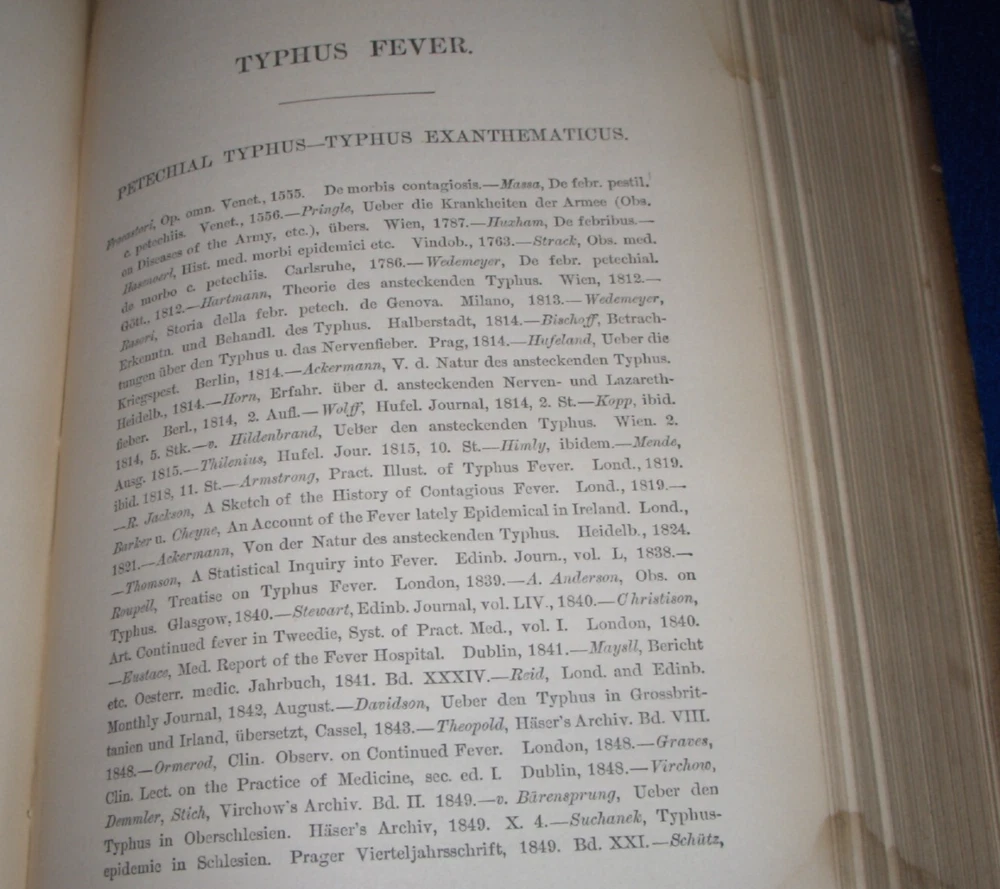 TYPHUS FEVER.
PETECHIAL TYPHUS—TYPHUS EXANTHEMATICUS.
Fracastori, Op. omn. Venet., 1555. De morbis contagiosis.—Massa, De febr. pestil.
c. petechiis. Venet., 1556.—Pringle, Ueber die Krankheiten der Armee (Obs.
on Diseases of the Army, etc.), übers. Wien, 1787.—Huxham, De febribus.—
Hasenoerl, Hist. med. morbi epidemici etc. Vindob., 1763.—Strack, Obs. med.
de morbo c. petechiis. Carlsruhe, 1786.—Wedemeyer, De febr. petechial.
Gött., 1812.—Hartmann, Theorie des ansteckenden Typhus. Wien, 1812.—
Rasori, Storia della febr. petech. de Genova. Milano, 1813.—Wedemeyer,
Erkenntn. und Behandl. des Typhus. Halberstadt, 1814.—Bischoff, Betrach-
tungen über den Typhus u. das Nervenfieber. Prag, 1814.—Hufeland, Ueber die
Kriegspest. Berlin, 1814.—Ackermann, V. d. Natur des ansteckenden Typhus.
Heidelb., 1814.—Horn, Erfahr. über d. ansteckenden Nerven- und Lazareth-
fieber. Berl., 1814, 2. Aufl.—Wolff, Hufel. Journal, 1814, 2. St.—Kopp, ibid.
1814, 5. Stk.—v. Hildenbrand, Ueber den ansteckenden Typhus. Wien. 2.
Ausg. 1815.—Thilenius, Hufel. Jour. 1815, 10. St.—Himly, ibidem.—Mende,
ibid. 1818, 11. St.—Armstrong, Pract. Illust. of Typhus Fever. Lond., 1819.
—R. Jackson, A Sketch of the History of Contagious Fever. Lond., 1819.—
Barker u. Cheyne, An Account of the Fever lately Epidemical in Ireland. Lond.,
1821.—Ackermann, Von der Natur des ansteckenden Typhus. Heidelb., 1824.
—Thomson, A Statistical Inquiry into Fever. Edinb. Journ., vol. L, 1838.—
Roupell, Treatise on Typhus Fever. London, 1839.—A. Anderson, Obs. on
Typhus. Glasgow, 1840.—Stewart, Edinb. Journal, vol. LIV., 1840.—Christison,
Art. Continued fever in Tweedie, Syst. of Pract. Med., vol. I. London, 1840.
—Eustace, Med. Report of the Fever Hospital. Dublin, 1841.—Maysll, Bericht
etc. Oesterr. medic. Jahrbuch, 1841. Bd. XXXIV.—Reid, Lond. and Edinb.
Monthly Journal, 1842, August.—Davidson, Ueber den Typhus in Grossbrit-
tanien und Irland, übersetzt, Cassel, 1843.—Theopold, Häser's Archiv. Bd. VIII.
1848.—Ormerod, Clin. Observ. on Continued Fever. London, 1848.—Graves,
Clin. Lect. on the Practice of Medicine, sec. ed. I. Dublin, 1848.—Virchow,
Demmler, Stich, Virchow's Archiv. Bd. II. 1849.—v. Bärensprung, Ueber den
Typhus in Oberschlesien. Häser's Archiv, 1849. X. 4.—Suchanek, Typhus-
epidemie in Schlesien. Prager Vierteljahrsschrift, 1849. Bd. XXI.—Schütz,